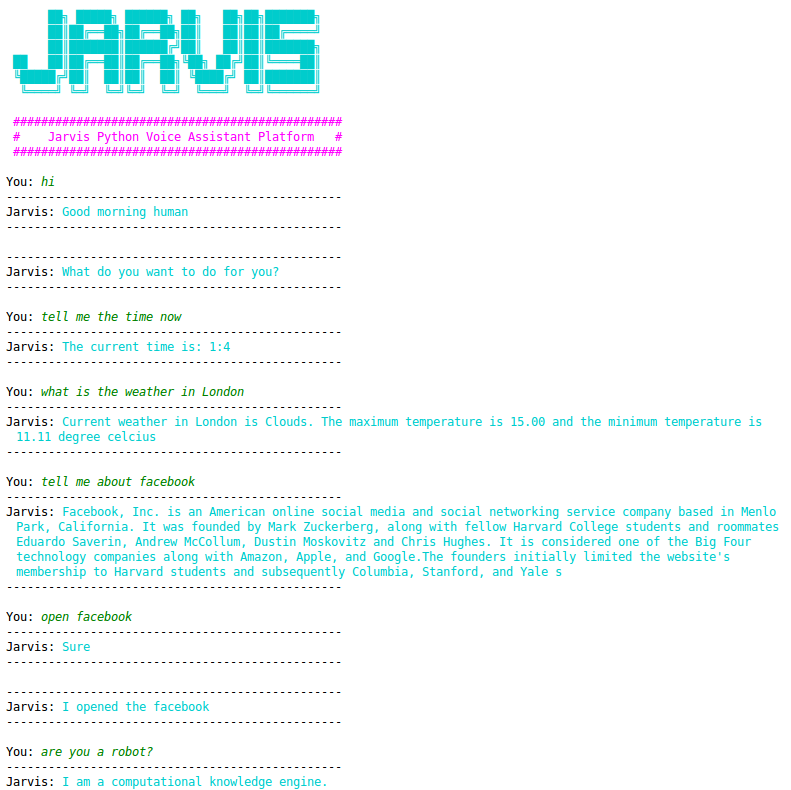 JARVIS
###############################################
#    Jarvis Python Voice Assistant Platform   #
###############################################
You: hi
------------------------------------------------
Jarvis: Good morning human
------------------------------------------------
------------------------------------------------
Jarvis: What do you want to do for you?
------------------------------------------------
You: tell me the time now
------------------------------------------------
Jarvis: The current time is: 1:4
------------------------------------------------
You: what is the weather in London
------------------------------------------------
Jarvis: Current weather in London is Clouds. The maximum temperature is 15.00 and the minimum temperature is
11.11 degree celcius
------------------------------------------------
You: tell me about facebook
------------------------------------------------
Jarvis: Facebook, Inc. is an American online social media and social networking service company based in Menlo
Park, California. It was founded by Mark Zuckerberg, along with fellow Harvard College students and roommates
Eduardo Saverin, Andrew McCollum, Dustin Moskovitz and Chris Hughes. It is considered one of the Big Four
technology companies along with Amazon, Apple, and Google.The founders initially limited the website's
membership to Harvard students and subsequently Columbia, Stanford, and Yale s
------------------------------------------------
You: open facebook
------------------------------------------------
Jarvis: Sure
------------------------------------------------
------------------------------------------------
Jarvis: I opened the facebook
------------------------------------------------
You: are you a robot?
------------------------------------------------
Jarvis: I am a computational knowledge engine.